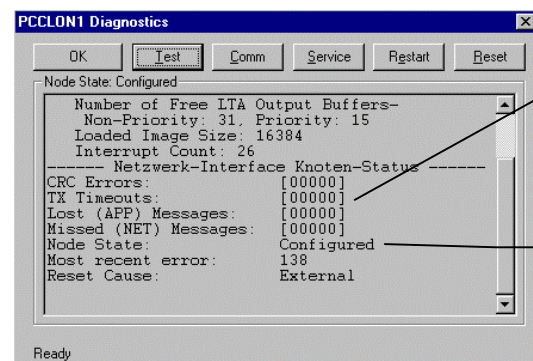 PCCLON1 Diagnostics
OK Test Comm Service Restart Reset
Node State: Configured
Number of Free LTA Output Buffers-
Non-Priority: 31, Priority: 15
Loaded Image Size: 16384
Interrupt Count: 26
------ Netzwerk-Interface Knoten-Status ------
CRC Errors: [00000]
TX Timeouts: [00000]
Lost (APP) Messages: [00000]
Missed (NET) Messages: [00000]
Node State: Configured
Most recent error: 138
Reset Cause: External
Ready